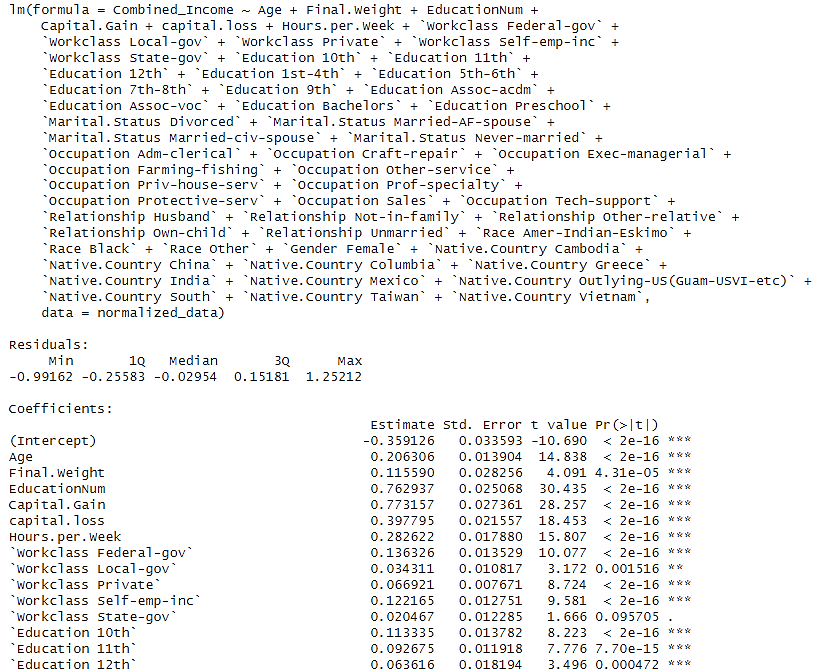 lm(formula = Combined_Income ~ Age + Final.Weight + EducationNum +
    Capital.Gain + capital.loss + Hours.per.Week + `Workclass Federal-gov` +
    `Workclass Local-gov` + `Workclass Private` + `Workclass Self-emp-inc` +
    `Workclass State-gov` + `Education 10th` + `Education 11th` +
    `Education 12th` + `Education 1st-4th` + `Education 5th-6th` +
    `Education 7th-8th` + `Education 9th` + `Education Assoc-acdm` +
    `Education Assoc-voc` + `Education Bachelors` + `Education Preschool` +
    `Marital.Status Divorced` + `Marital.Status Married-AF-spouse` +
    `Marital.Status Married-civ-spouse` + `Marital.Status Never-married` +
    `Occupation Adm-clerical` + `Occupation Craft-repair` + `Occupation Exec-managerial` +
    `Occupation Farming-fishing` + `Occupation Other-service` +
    `Occupation Priv-house-serv` + `Occupation Prof-specialty` +
    `Occupation Protective-serv` + `Occupation Sales` + `Occupation Tech-support` +
    `Relationship Husband` + `Relationship Not-in-family` + `Relationship Other-relative` +
    `Relationship Own-child` + `Relationship Unmarried` + `Race Amer-Indian-Eskimo` +
    `Race Black` + `Race Other` + `Gender Female` + `Native.Country Cambodia` +
    `Native.Country China` + `Native.Country Columbia` + `Native.Country Greece` +
    `Native.Country India` + `Native.Country Mexico` + `Native.Country Outlying-US(Guam-USVI-etc)` +
    `Native.Country South` + `Native.Country Taiwan` + `Native.Country Vietnam`,
    data = normalized_data)
Residuals:
     Min       1Q   Median       3Q      Max
-0.99162 -0.25583 -0.02954  0.15181  1.25212
Coefficients:
Estimate Std. Error t value Pr(>|t|)
(Intercept) -0.359126 0.033593 -10.690 < 2e-16 ***
Age 0.206306 0.013904 14.838 < 2e-16 ***
Final.Weight 0.115590 0.028256 4.091 4.31e-05 ***
EducationNum 0.762937 0.025068 30.435 < 2e-16 ***
Capital.Gain 0.773157 0.027361 28.257 < 2e-16 ***
capital.loss 0.397795 0.021557 18.453 < 2e-16 ***
Hours.per.Week 0.282622 0.017880 15.807 < 2e-16 ***
`Workclass Federal-gov` 0.136326 0.013529 10.077 < 2e-16 ***
`Workclass Local-gov` 0.034311 0.010817 3.172 0.001516 **
`Workclass Private` 0.066921 0.007671 8.724 < 2e-16 ***
`Workclass Self-emp-inc` 0.122165 0.012751 9.581 < 2e-16 ***
`Workclass State-gov` 0.020467 0.012285 1.666 0.095705 .
`Education 10th` 0.113335 0.013782 8.223 < 2e-16 ***
`Education 11th` 0.092675 0.011918 7.776 7.70e-15 ***
`Education 12th` 0.063616 0.018194 3.496 0.000472 ***